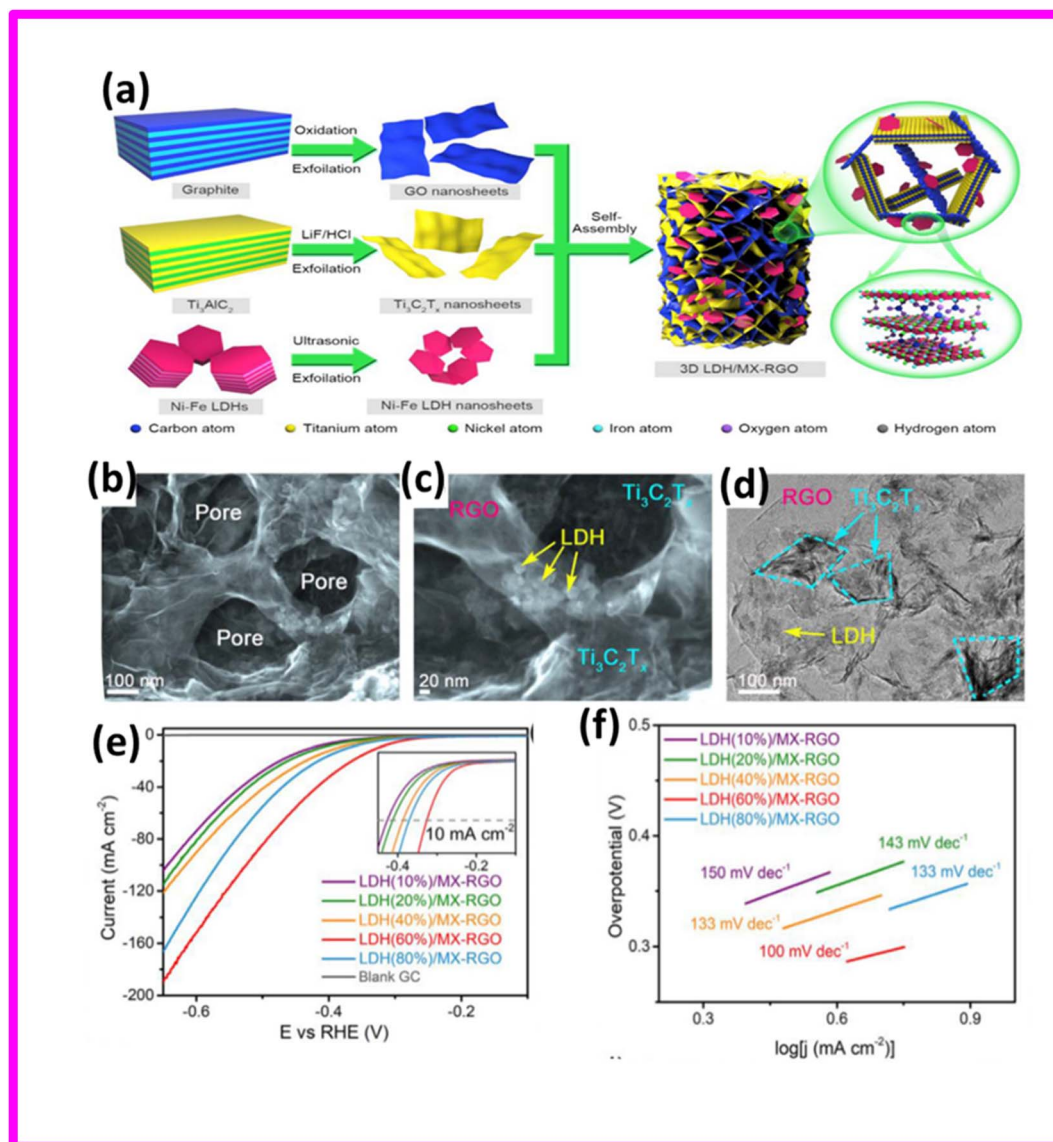 (a)
Oxidation
Exfoilation
Graphite
GO nanosheets
LiF/HCl
Exfoilation
Ti₃AlC₂
Ti₃C₂Tₓ nanosheets
Self-
Assembly
Ultrasonic
Exfoilation
Ni-Fe LDHs
Ni-Fe LDH nanosheets
3D LDH/MX-RGO
Carbon atom
Titanium atom
Nickel atom
Iron atom
Oxygen atom
Hydrogen atom
(b)
Pore
Pore
Pore
100 nm
(c)
RGO
Ti₃C₂Tₓ
LDH
Ti₃C₂Tₓ
20 nm
(d)
RGO
Ti₃C₂Tₓ
LDH
100 nm
(e)
Current (mA cm⁻²)
0
-40
-80
-120
-160
-200
10 mA cm⁻²
-0.4 -0.2
LDH(10%)/MX-RGO
LDH(20%)/MX-RGO
LDH(40%)/MX-RGO
LDH(60%)/MX-RGO
LDH(80%)/MX-RGO
Blank GC
-0.6 -0.4 -0.2
E vs RHE (V)
(f)
Overpotential (V)
0.5
0.4
0.3
LDH(10%)/MX-RGO
LDH(20%)/MX-RGO
LDH(40%)/MX-RGO
LDH(60%)/MX-RGO
LDH(80%)/MX-RGO
143 mV dec⁻¹
150 mV dec⁻¹
133 mV dec⁻¹
133 mV dec⁻¹
100 mV dec⁻¹
0.3 0.6 0.9
log[j (mA cm⁻²)]